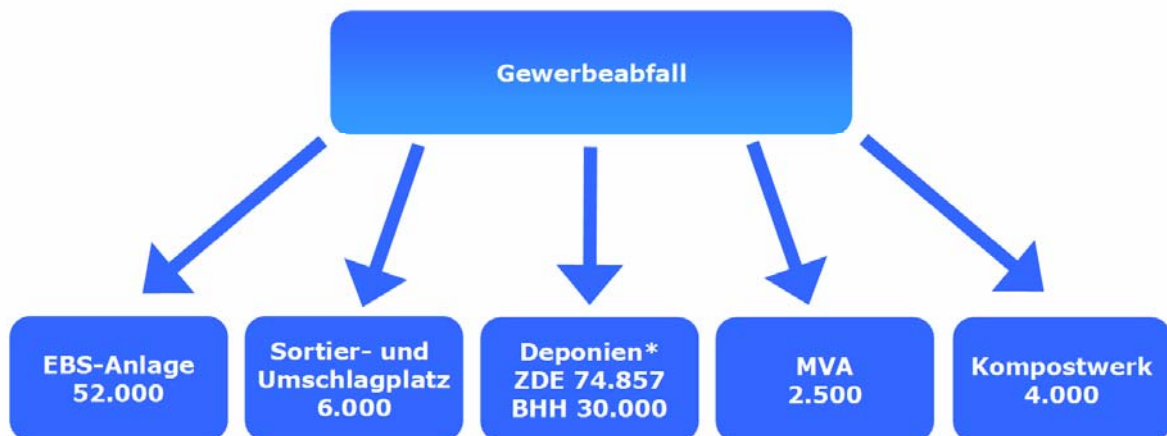 Gewerbeabfall
EBS-Anlage
52.000
Sortier- und
Umschlagplatz
6.000
Deponien*
ZDE 74.857
BHH 30.000
MVA
2.500
Kompostwerk
4.000